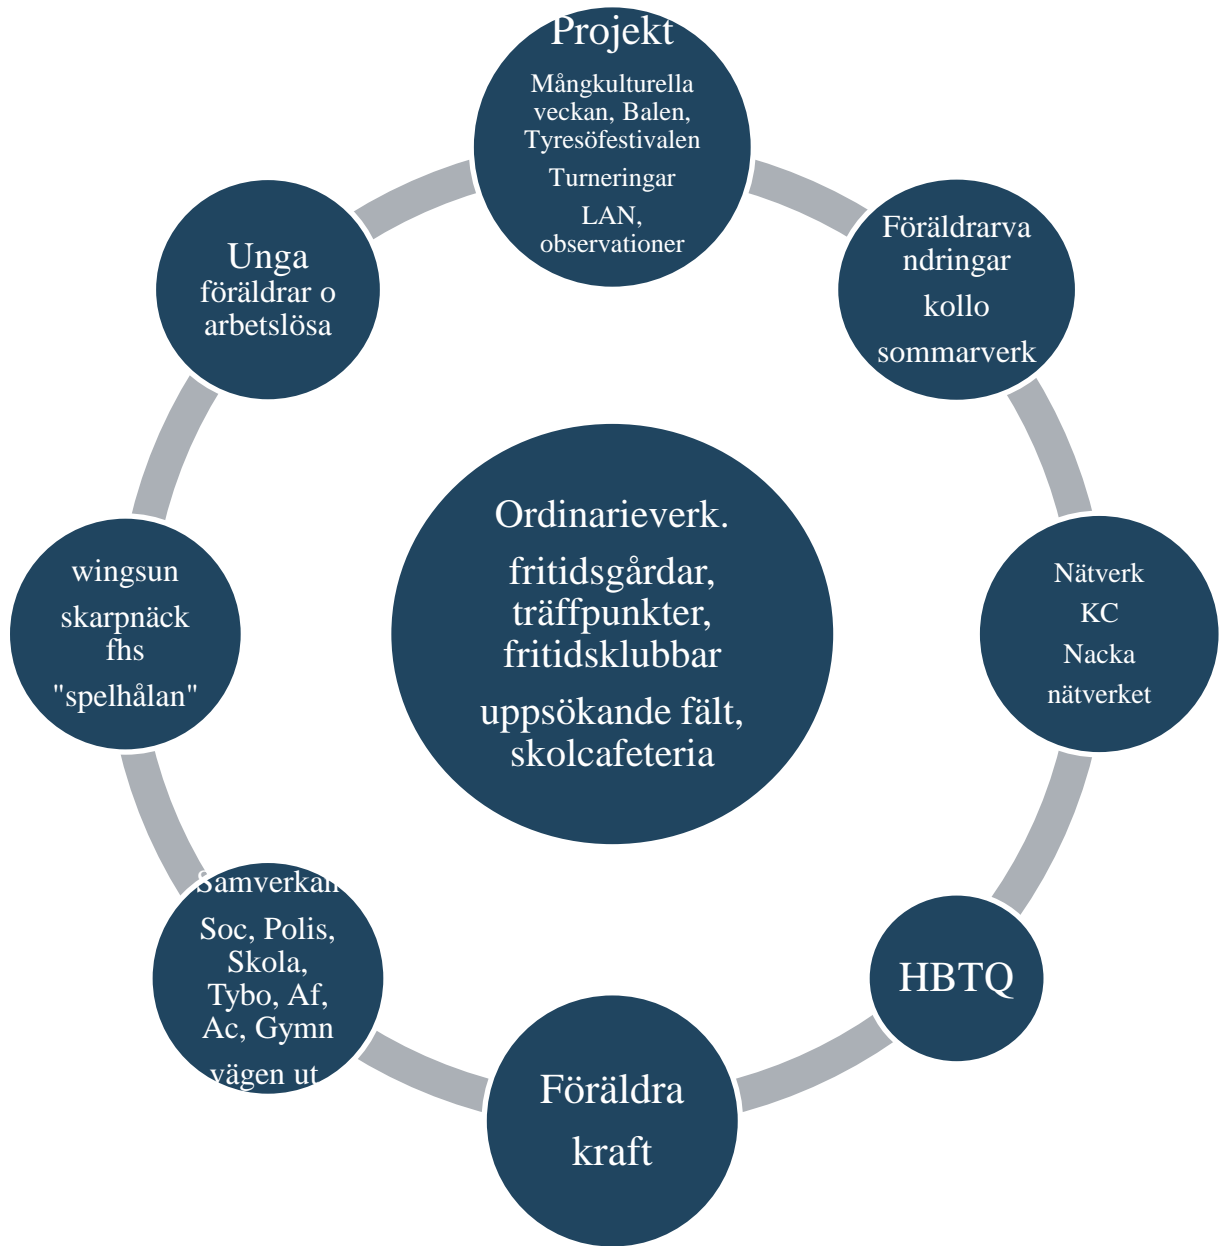 Projekt
Mångkulturella
veckan, Balen,
Tyresöfestivalen
Turneringar
LAN,
observationer
Föräldrarva
ndringar
kollo
sommarverk
Nätverk
KC
Nacka
nätverket
HBTQ
Föräldra
kraft
Samverkan
Soc, Polis,
Skola,
Tybo, Af,
Ac, Gymn
vägen ut
wingsun
skarpnäck
fhs
"spelhålan"
Unga
föräldrar o
arbetslösa
Ordinarieverk.
fritidsgårdar,
träffpunkter,
fritidsklubbar
uppsökande fält,
skolcafeteria